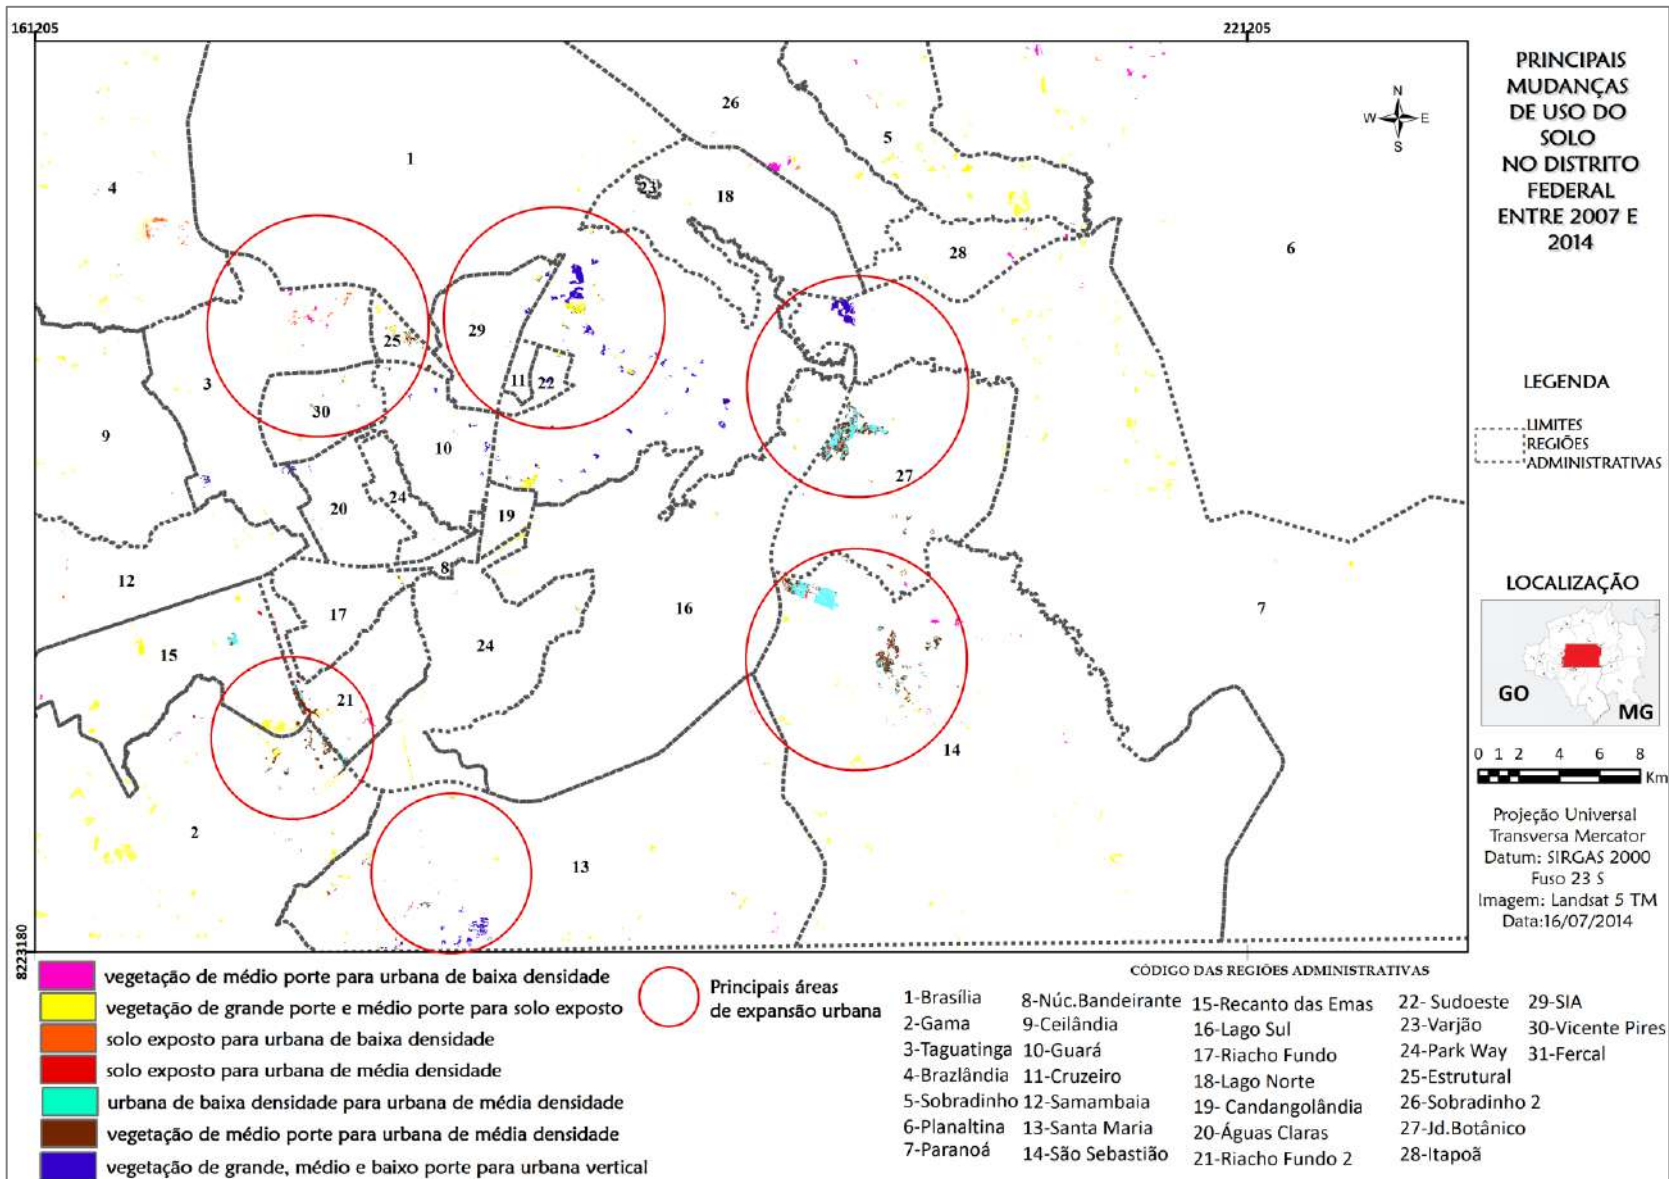 161205
221205
8223180
1
26
5
4
23
18
6
28
29
25
3
11
22
30
9
10
27
20
24
19
12
8
16
7
17
15
24
21
14
2
13
N
W
E
S
PRINCIPAIS
MUDANÇAS
DE USO DO
SOLO
NO DISTRITO
FEDERAL
ENTRE 2007 E
2014
LEGENDA
LIMITES
REGIÕES
ADMINISTRATIVAS
LOCALIZAÇÃO
GO
MG
0 1 2 4 6 8
Km
Projeção Universal
Transversa Mercator
Datum: SIRGAS 2000
Fuso 23 S
Imagem: Landsat 5 TM
Data:16/07/2014
vegetação de médio porte para urbana de baixa densidade
vegetação de grande porte e médio porte para solo exposto
solo exposto para urbana de baixa densidade
solo exposto para urbana de média densidade
urbana de baixa densidade para urbana de média densidade
vegetação de médio porte para urbana de média densidade
vegetação de grande, médio e baixo porte para urbana vertical
Principais áreas
de expansão urbana
CÓDIGO DAS REGIÕES ADMINISTRATIVAS
1-Brasília
2-Gama
3-Taguatinga
4-Brazlândia
5-Sobradinho
6-Planaltina
7-Paranoá
8-Núc.Bandeirante
9-Ceilândia
10-Guará
11-Cruzeiro
12-Samambaia
13-Santa Maria
14-São Sebastião
15-Recanto das Emas
16-Lago Sul
17-Riacho Fundo
18-Lago Norte
19- Candangolândia
20-Águas Claras
21-Riacho Fundo 2
22- Sudoeste
23-Varjão
24-Park Way
25-Estrutural
26-Sobradinho 2
27-Jd.Botânico
28-Itapoã
29-SIA
30-Vicente Pires
31-Fercal